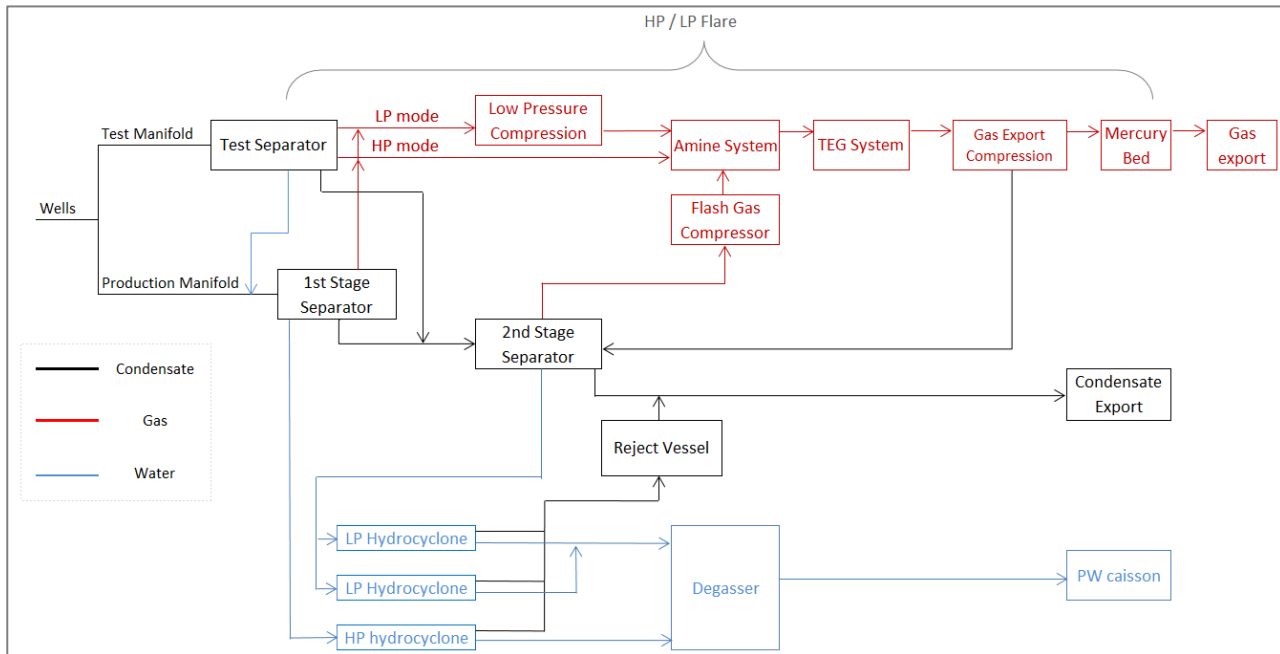 HP / LP Flare
LP mode
Low Pressure
Compression
Test Manifold
Test Separator
HP mode
Amine System
TEG System
Gas Export
Compression
Mercury
Bed
Gas
export
Wells
Flash Gas
Compressor
Production Manifold
1st Stage
Separator
2nd Stage
Separator
Condensate
Gas
Water
Condensate
Export
Reject Vessel
LP Hydrocyclone
LP Hydrocyclone
HP hydrocyclone
Degasser
PW caisson